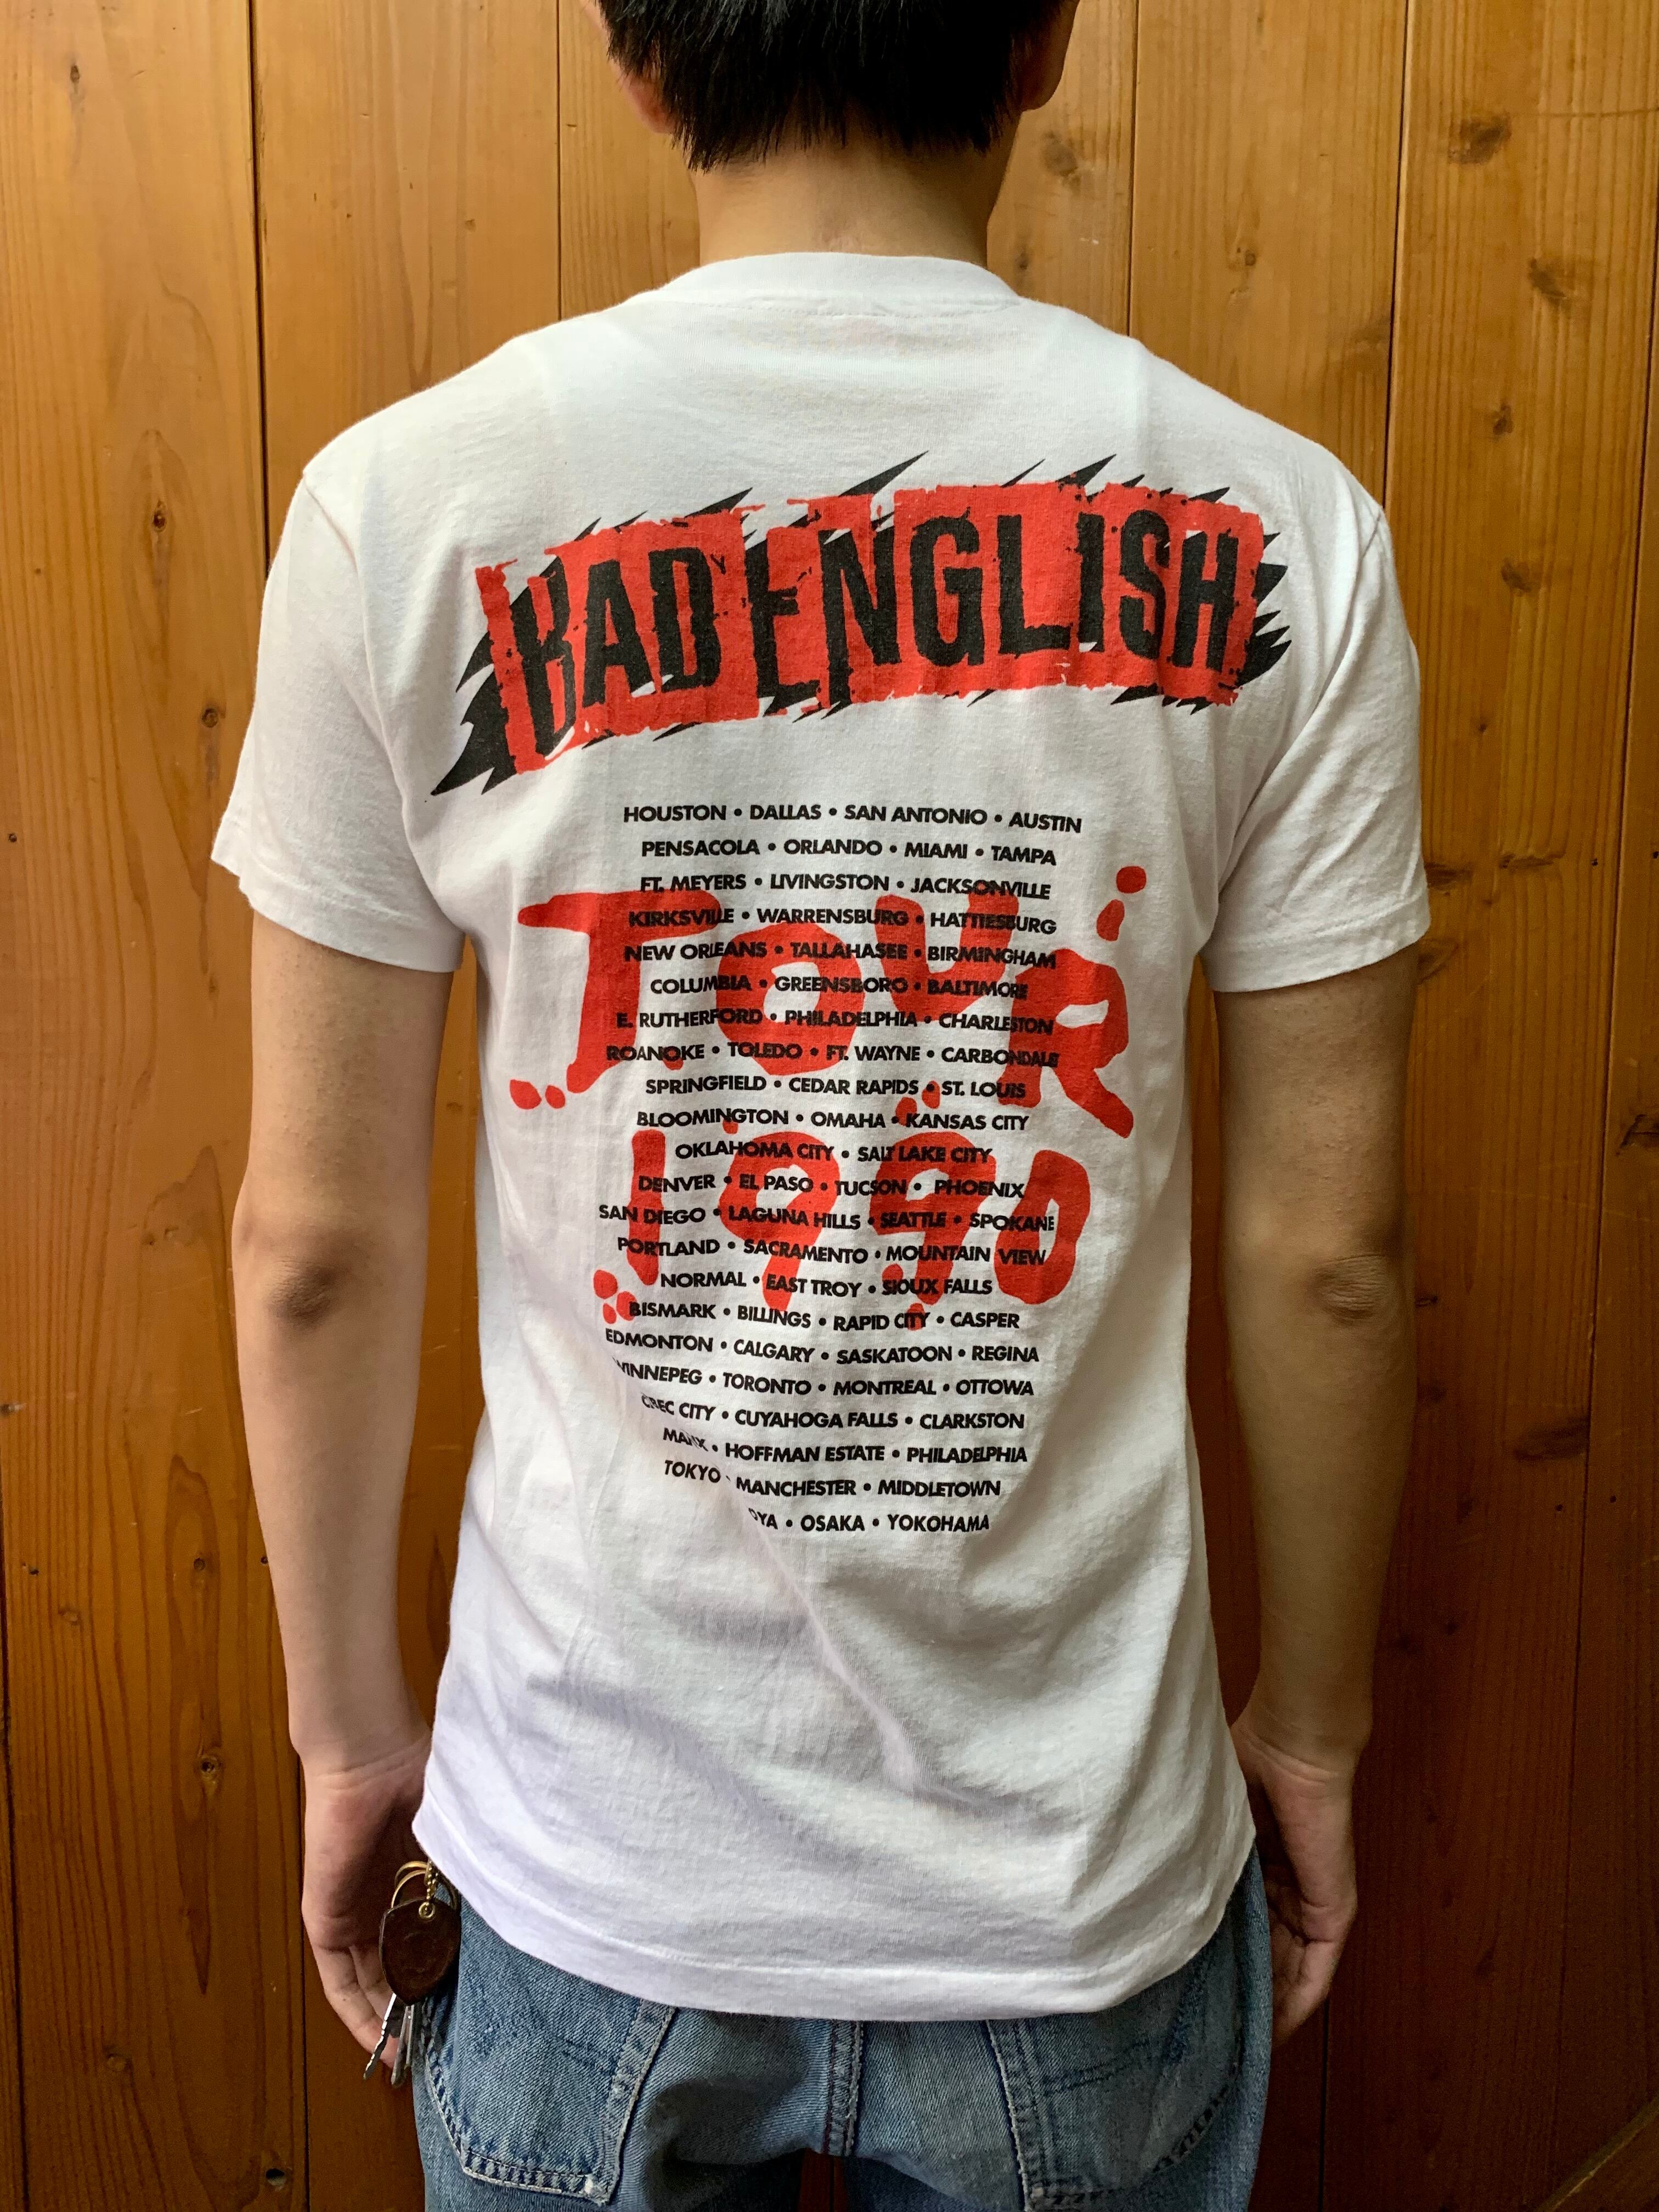 BAD ENGLISH
HOUSTON • DALLAS • SAN ANTONIO • AUSTIN
PENSACOLA • ORLANDO • MIAMI • TAMPA
FT. MEYERS • LIVINGSTON • JACKSONVILLE
KIRKSVILLE • WARRENSBURG • HATTIESBURG
NEW ORLEANS • TALLAHASEE • BIRMINGHAM
COLUMBIA • GREENSBORO • BALTIMORE
E. RUTHERFORD • PHILADELPHIA • CHARLESTON
ROANOKE • TOLEDO • FT. WAYNE • CARBONDALE
SPRINGFIELD • CEDAR RAPIDS • ST. LOUIS
BLOOMINGTON • OMAHA • KANSAS CITY
OKLAHOMA CITY • SALT LAKE CITY
DENVER • EL PASO • TUCSON • PHOENIX
SAN DIEGO • LAGUNA HILLS • SEATTLE • SPOKANE
PORTLAND • SACRAMENTO • MOUNTAIN VIEW
NORMAL • EAST TROY • SIOUX FALLS
BISMARK • BILLINGS • RAPID CITY • CASPER
EDMONTON • CALGARY • SASKATOON • REGINA
WINNEPEG • TORONTO • MONTREAL • OTTOWA
CITY • CUYAHOGA FALLS • CLARKSTON
• HOFFMAN ESTATE • PHILADELPHIA
TOKYO • MANCHESTER • MIDDLETOWN
• OSAKA • YOKOHAMA
TOUR
1990